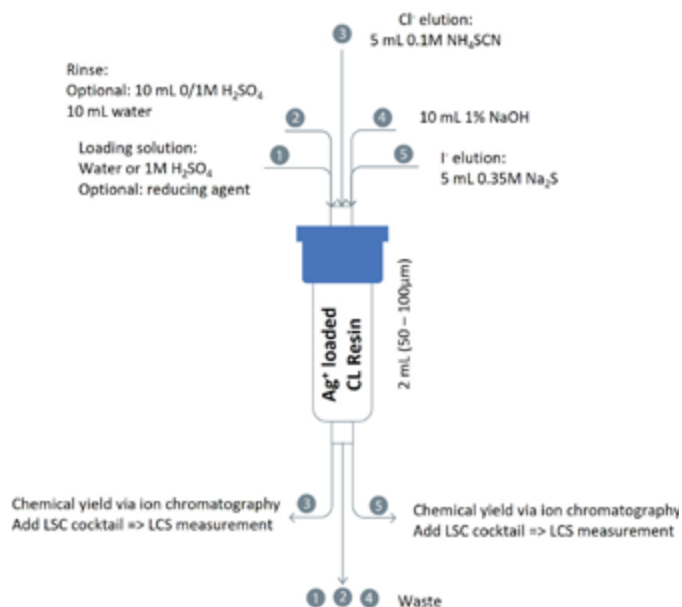 Cl⁻ elution:
3
5 mL 0.1M NH₄SCN
Rinse:
Optional: 10 mL 0/1M H₂SO₄
10 mL water
2
4
10 mL 1% NaOH
Loading solution:
Water or 1M H₂SO₄
Optional: reducing agent
1
5
I⁻ elution:
5 mL 0.35M Na₂S
Ag⁺ loaded
CL Resin
2 mL (50 – 100µm)
3
Chemical yield via ion chromatography
Add LSC cocktail => LCS measurement
5
Chemical yield via ion chromatography
Add LSC cocktail => LCS measurement
1 2 4 Waste